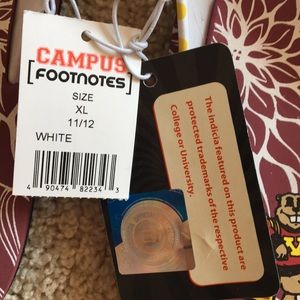 CAMPUS
[FOOTNOTES]
SIZE
XL
11/12
WHITE
4 90474 82234 3
The indicia featured on this product are
protected trademarks of the respective
College or University.